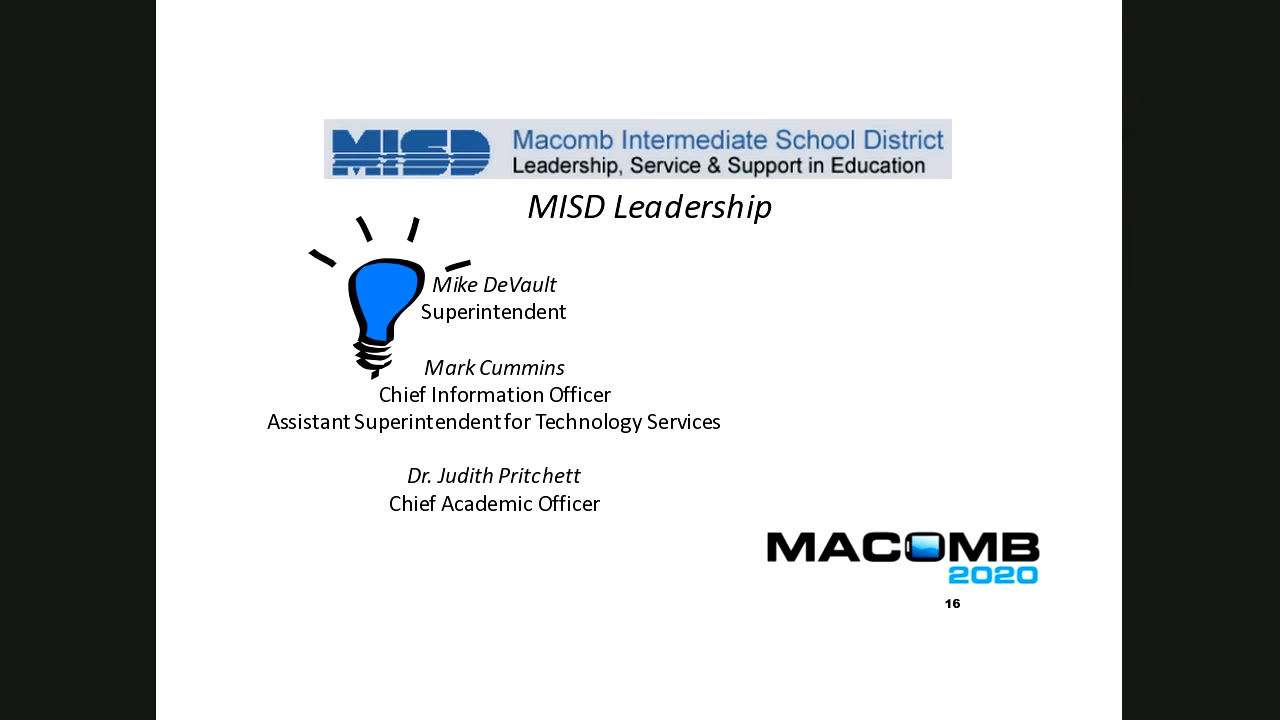 MISD
Macomb Intermediate School District
Leadership, Service & Support in Education
MISD Leadership
Mike DeVault
Superintendent
Mark Cummins
Chief Information Officer
Assistant Superintendent for Technology Services
Dr. Judith Pritchett
Chief Academic Officer
MACOMB
2020
16